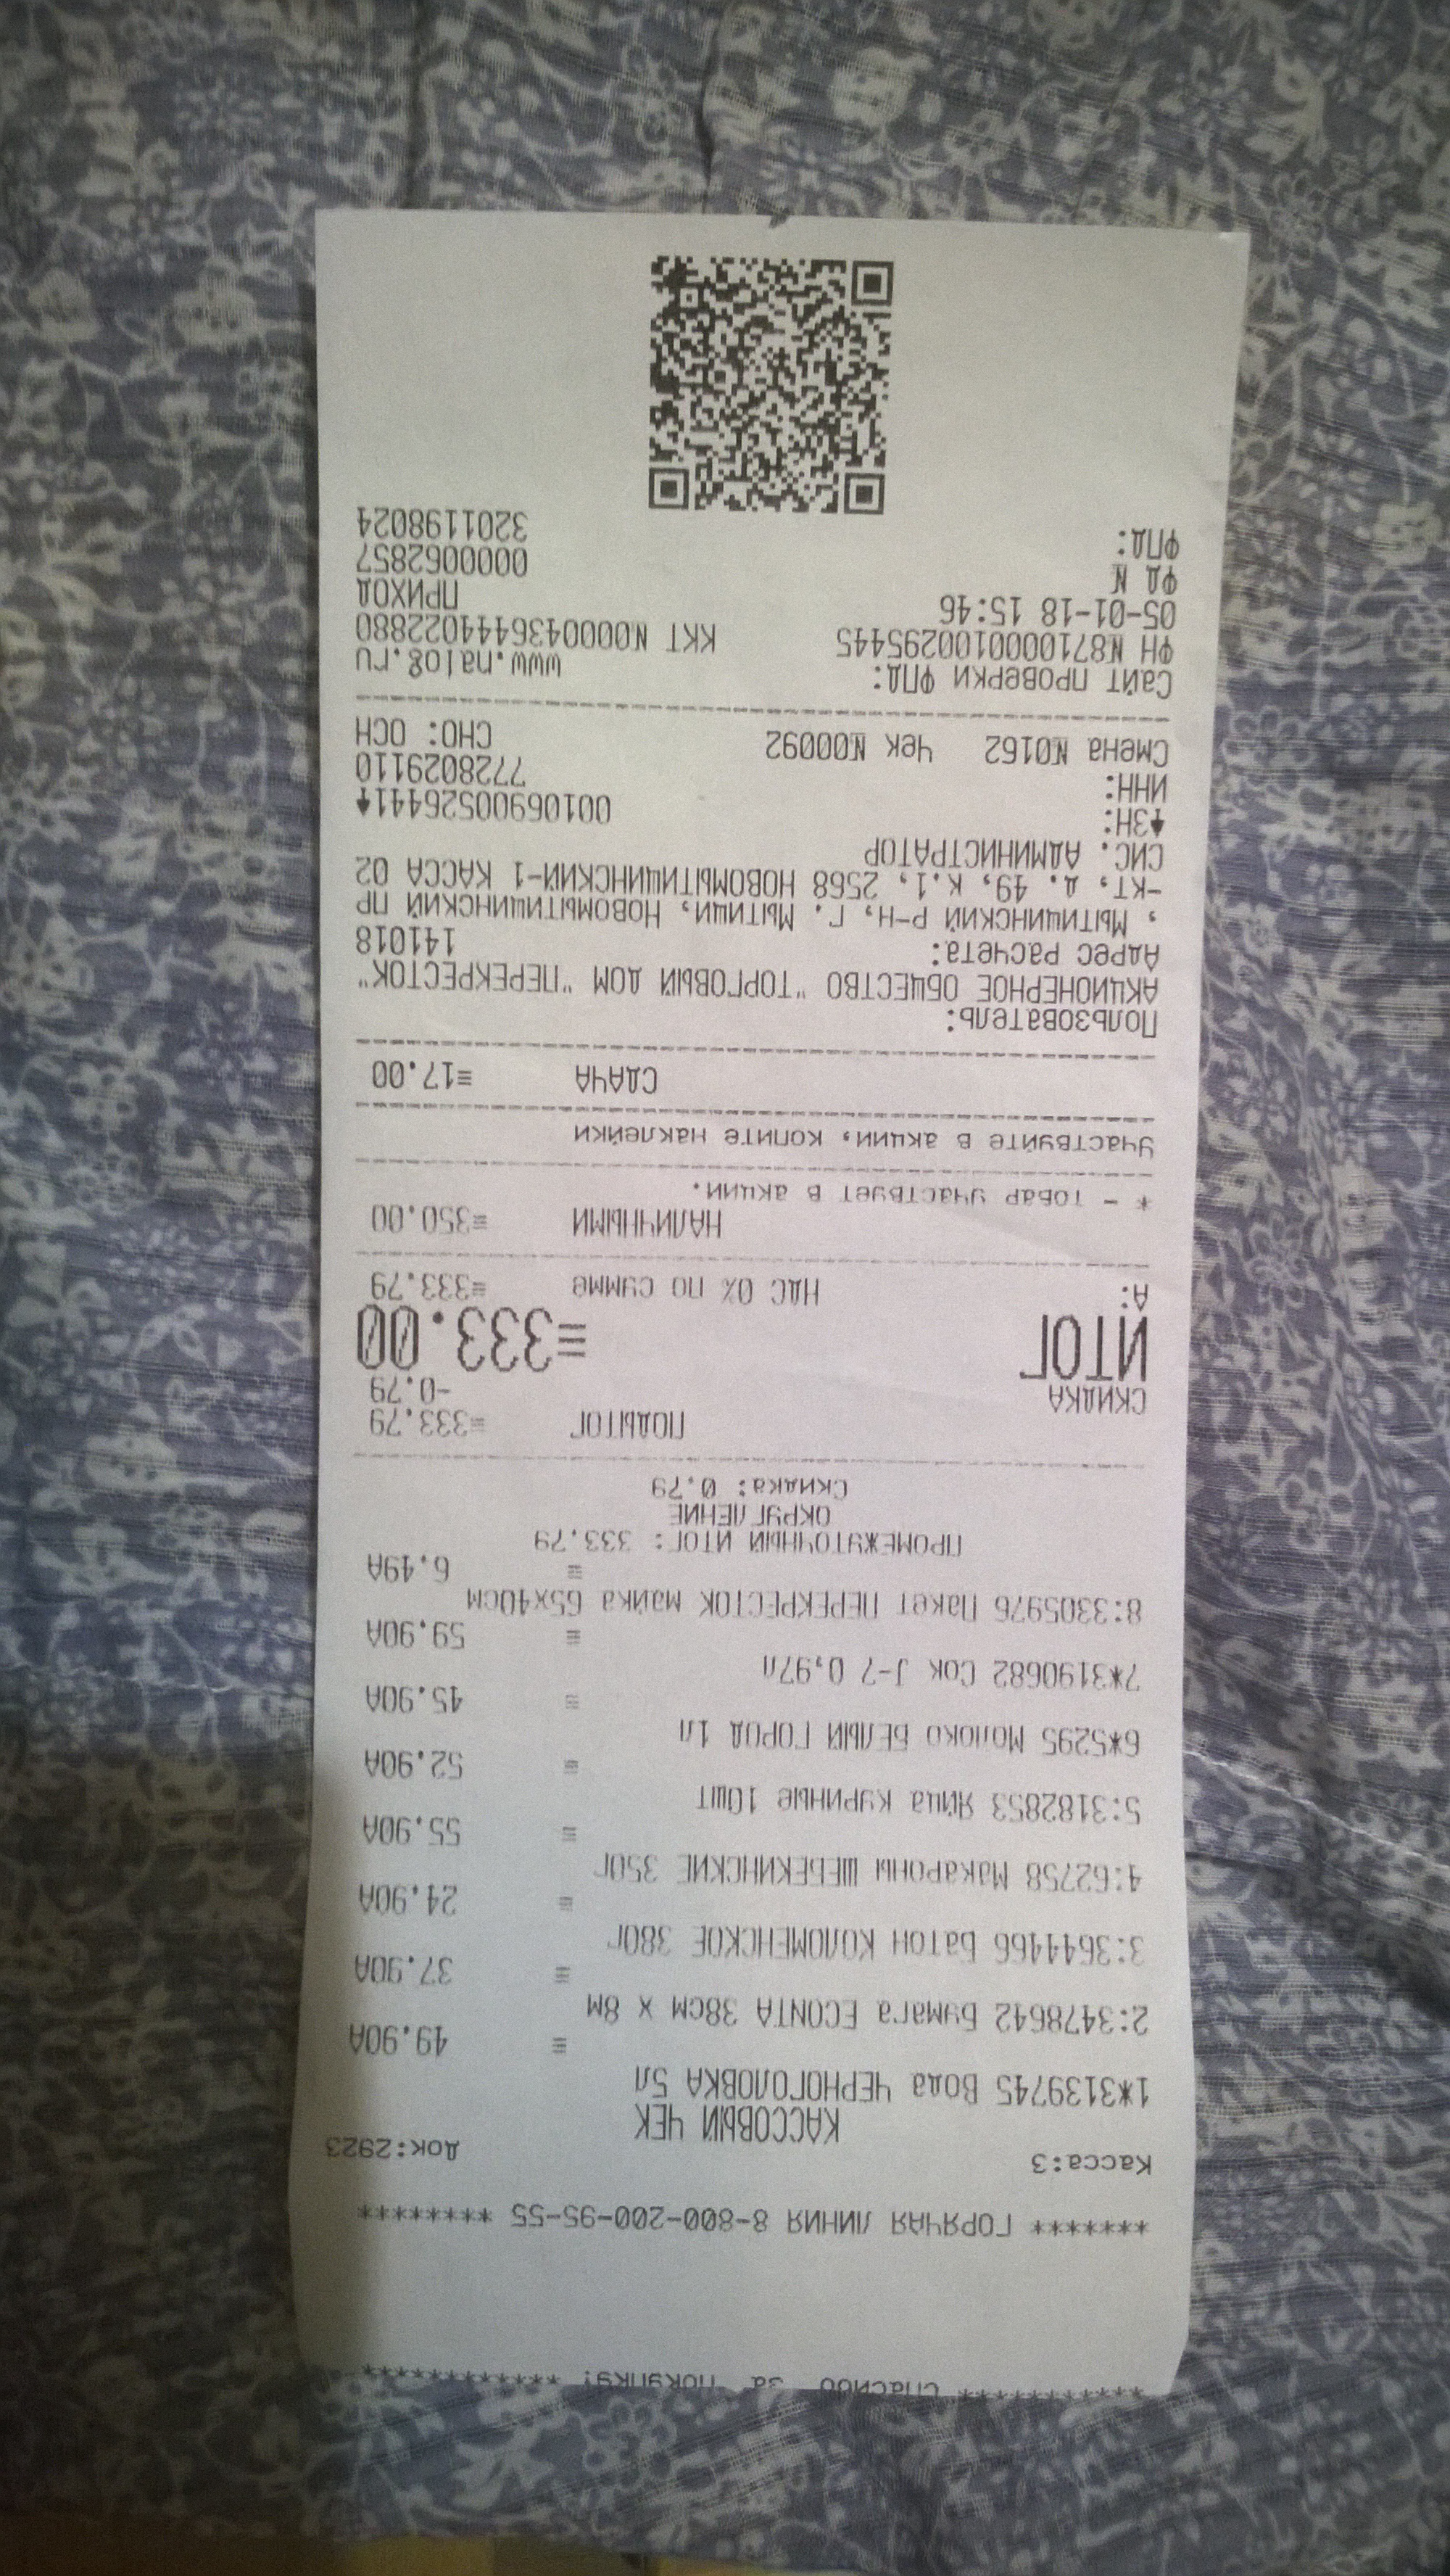 *********** Спасибо за покупку! ************
******* ГОРЯЧАЯ ЛИНИЯ 8-800-200-95-55 ********
Касса:3 Док:2923
КАССОВЫЙ ЧЕК
1*3139745 Вода ЧЕРНОГОЛОВКА 5л
≡ 49.90А
2:3478642 Бумага ECONTA 38см х 8м
≡ 37.90А
3:3644466 Батон КОЛОМЕНСКОЕ 380г
≡ 24.90А
4:62758 Макароны ШЕБЕКИНСКИЕ 350г
≡ 55.90А
5:3182853 Яйца куриные 10шт
≡ 52.90А
6*5295 Молоко БЕЛЫЙ ГОРОД 1л
≡ 45.90А
7*3190682 Сок J-7 0,97л
≡ 59.90А
8:3305976 Пакет ПЕРЕКРЕСТОК майка 65х40см
≡ 6.49А
ПРОМЕЖУТОЧНЫЙ ИТОГ: 333.79
ОКРУГЛЕНИЕ
Скидка: 0.79
ПОДЫТОГ ≡333.79
СКИДКА -0.79
ИТОГ ≡333.00
А: НДС 0% по сумме ≡333.79
НАЛИЧНЫМИ ≡350.00
* - товар участвует в акции.
Участвуйте в акции, копите наклейки
СДАЧА ≡17.00
Пользователь:
АКЦИОНЕРНОЕ ОБЩЕСТВО "ТОРГОВЫЙ ДОМ "ПЕРЕКРЕСТОК"
Адрес расчета: 141018
, МЫТИЩИНСКИЙ Р-Н, Г. МЫТИЩИ, НОВОМЫТИЩИНСКИЙ ПР
-КТ, Д. 49, К.1, 2568 НОВОМЫТИЩИНСКИЙ-1 КАССА 02
СИС. АДМИНИСТРАТОР
ЗН: 0010690052644
ИНН: 7728029110
Смена №0162 Чек №00092 СНО: ОСН
Сайт проверки ФПД: www.nalog.ru
ФН №8710000100295445 ККТ №0000436444022880
05-01-18 15:46 ПРИХОД
ФД № 0000062857
ФПД: 3201198024